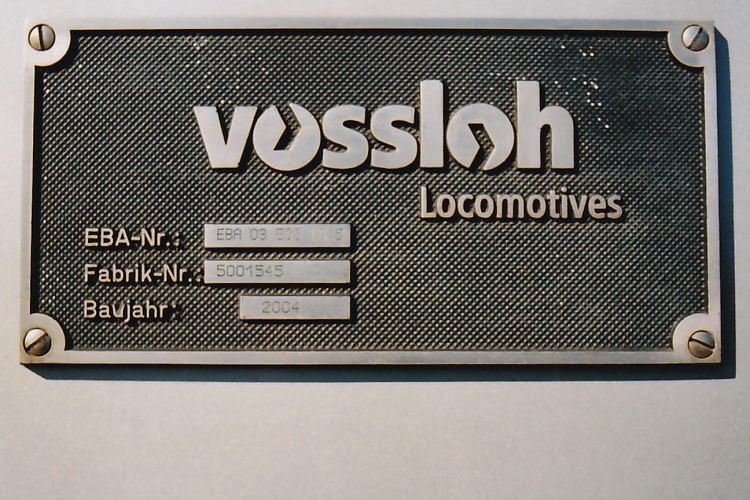 vossloh
Locomotives
EBA-Nr.: EBA 03
Fabrik-Nr.: 5001545
Baujahr: 2004